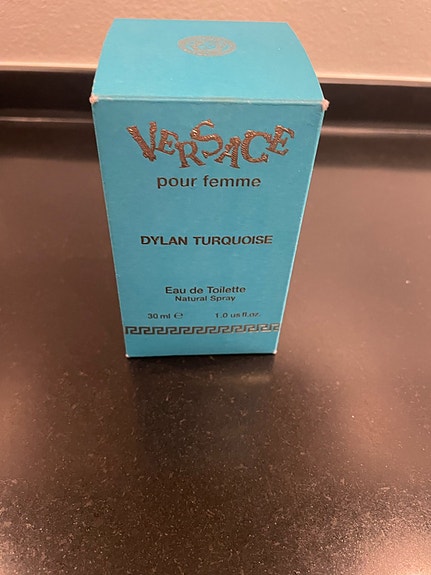 VERSACE
pour femme
DYLAN TURQUOISE
Eau de Toilette
Natural Spray
30 ml ℮ 1.0 us fl.oz.